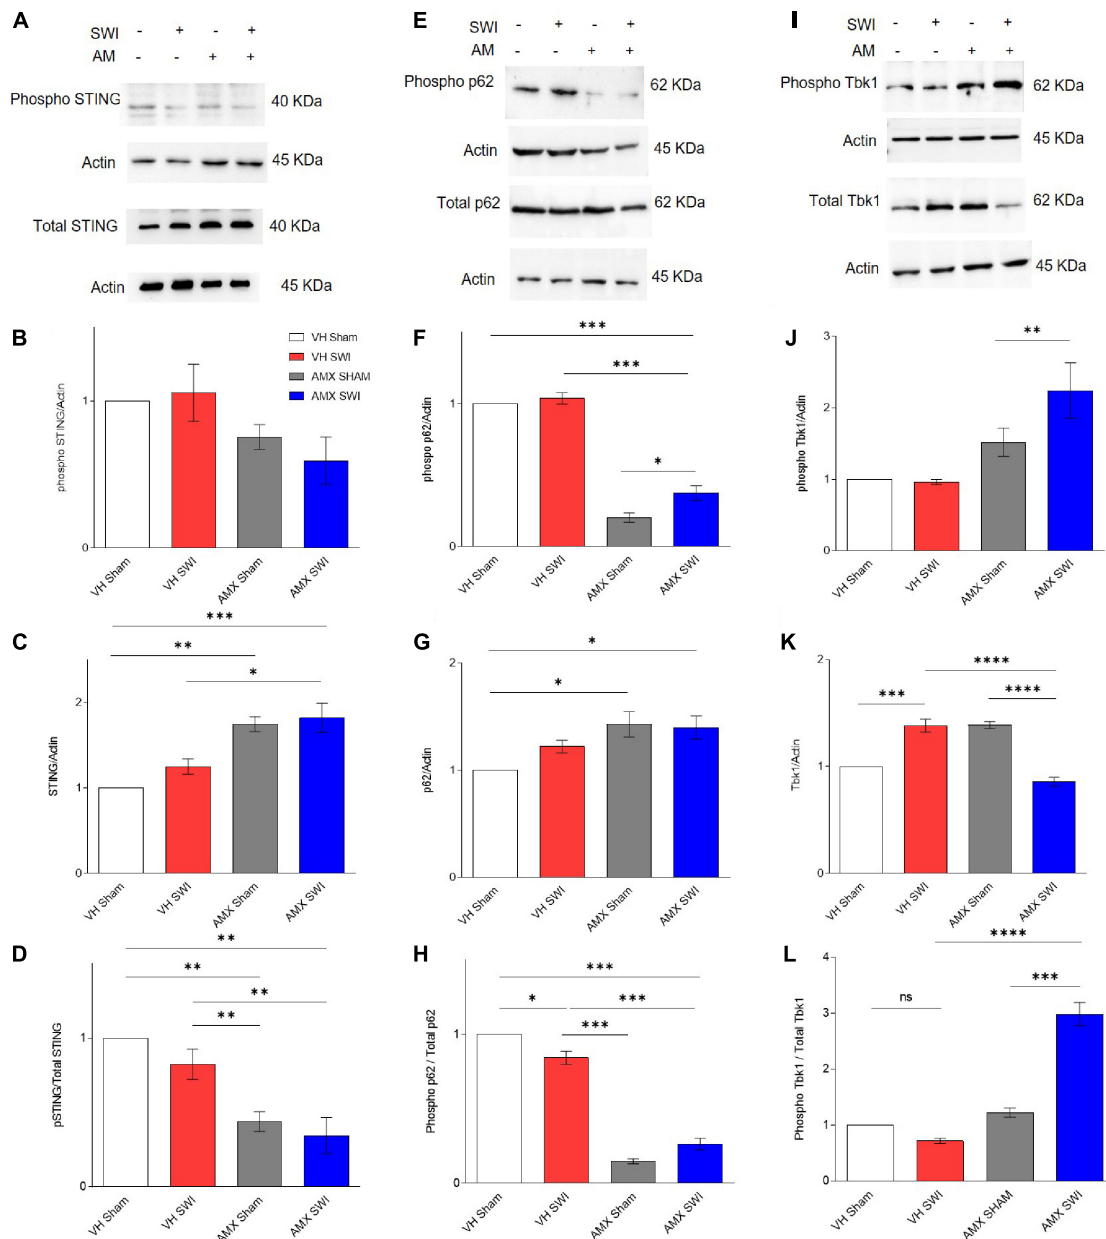 A
SWI - + - +
AM - - + +
Phospho STING 40 KDa
Actin 45 KDa
Total STING 40 KDa
Actin 45 KDa
E
SWI - + - +
AM - - + +
Phospho p62 62 KDa
Actin 45 KDa
Total p62 62 KDa
Actin 45 KDa
I
SWI - + - +
AM - - + +
Phospho Tbk1 62 KDa
Actin 45 KDa
Total Tbk1 62 KDa
Actin 45 KDa
B
phospho STING/Actin
1
0
VH Sham
VH SWI
AMX SHAM
AMX SWI
VH Sham VH SWI AMX Sham AMX SWI
F
phospo p62/Actin
1
0
***
***
*
VH Sham VH SWI AMX Sham AMX SWI
J
phospho Tbk1/Actin
3
2
1
0
**
VH Sham VH SWI AMX Sham AMX SWI
C
STING/Actin
2
1
0
***
**
*
VH Sham VH SWI AMX Sham AMX SWI
G
p62/Actin
2
1
0
*
*
VH Sham VH SWI AMX Sham AMX SWI
K
Tbk1/Actin
2
1
0
****
*** ****
VH Sham VH SWI AMX Sham AMX SWI
D
pSTING/Total STING
1
0
**
**
**
**
VH Sham VH SWI AMX Sham AMX SWI
H
Phospho p62 / Total p62
1
0
***
* ***
***
VH Sham VH SWI AMX Sham AMX SWI
L
Phospho Tbk1 / Total Tbk1
4
3
2
1
0
****
***
ns
VH Sham VH SWI AMX SHAM AMX SWI